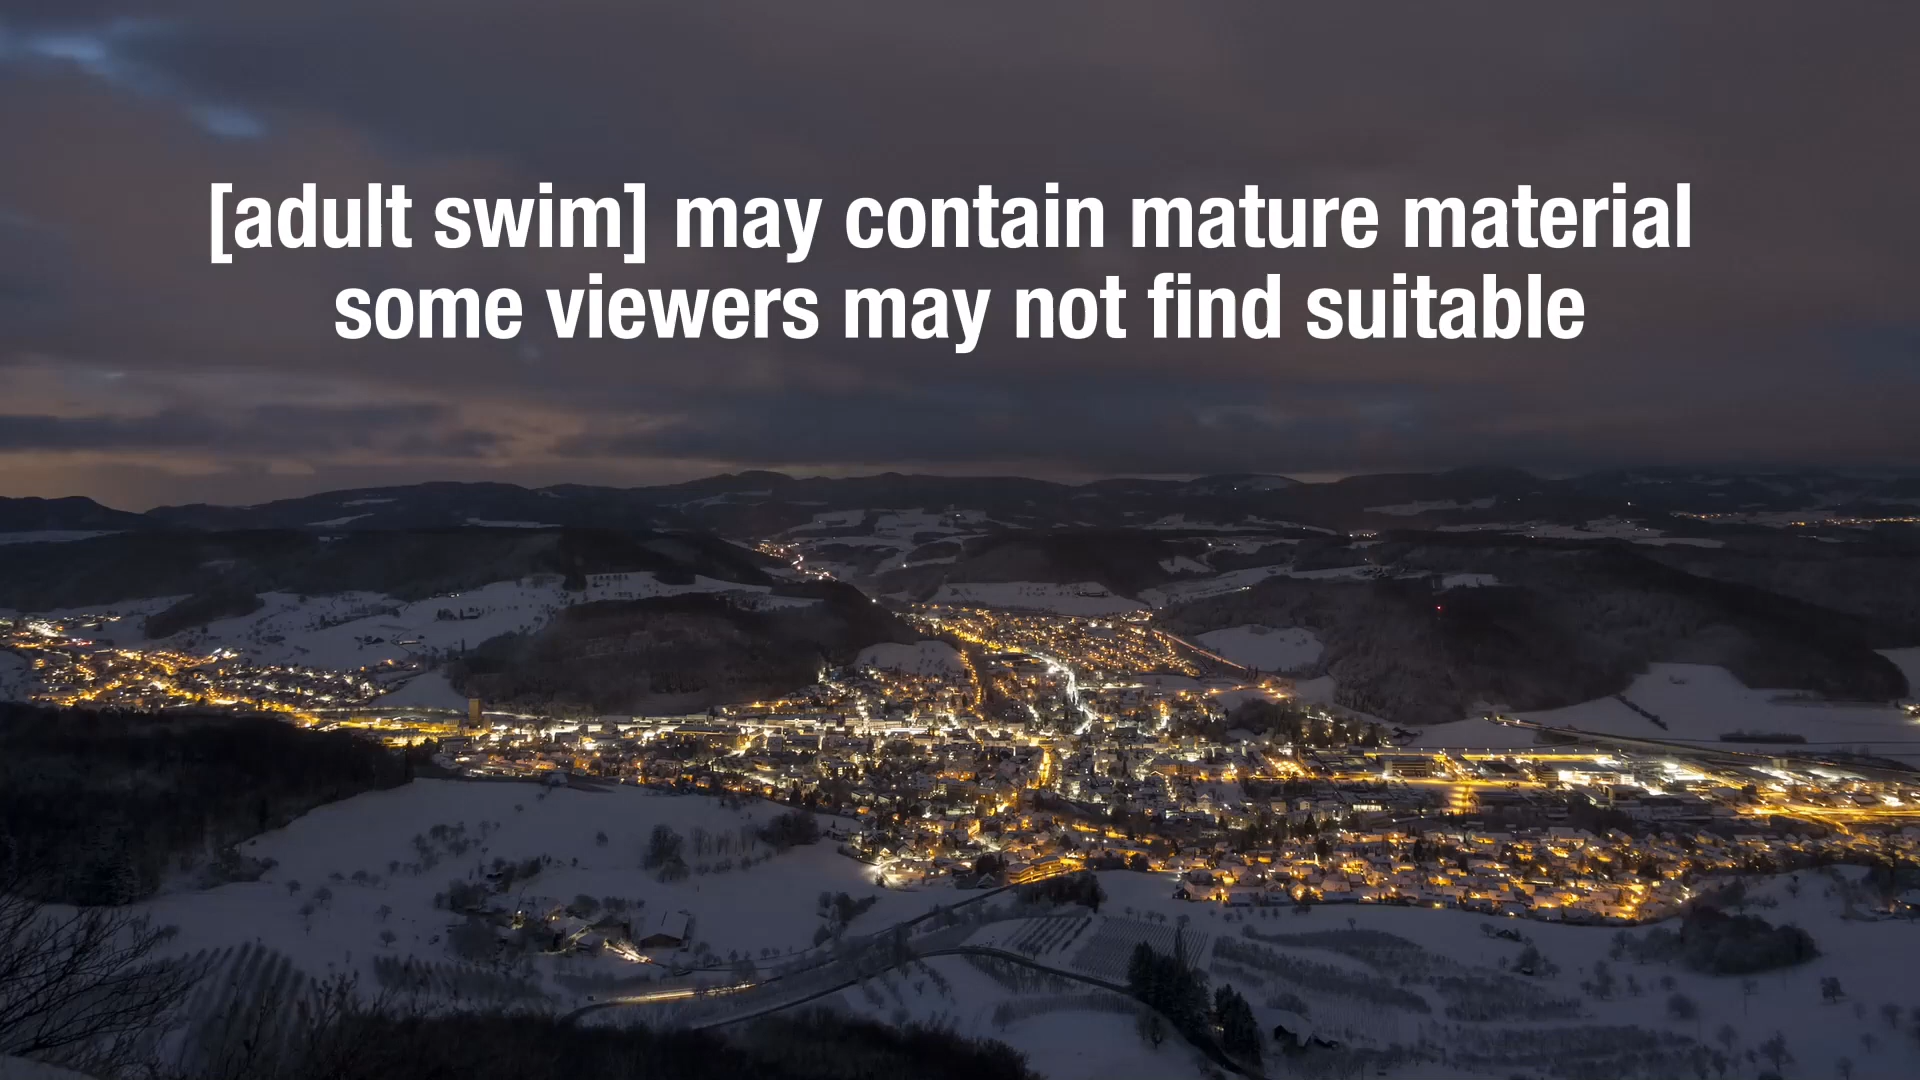 [adult swim] may contain mature material
some viewers may not find suitable